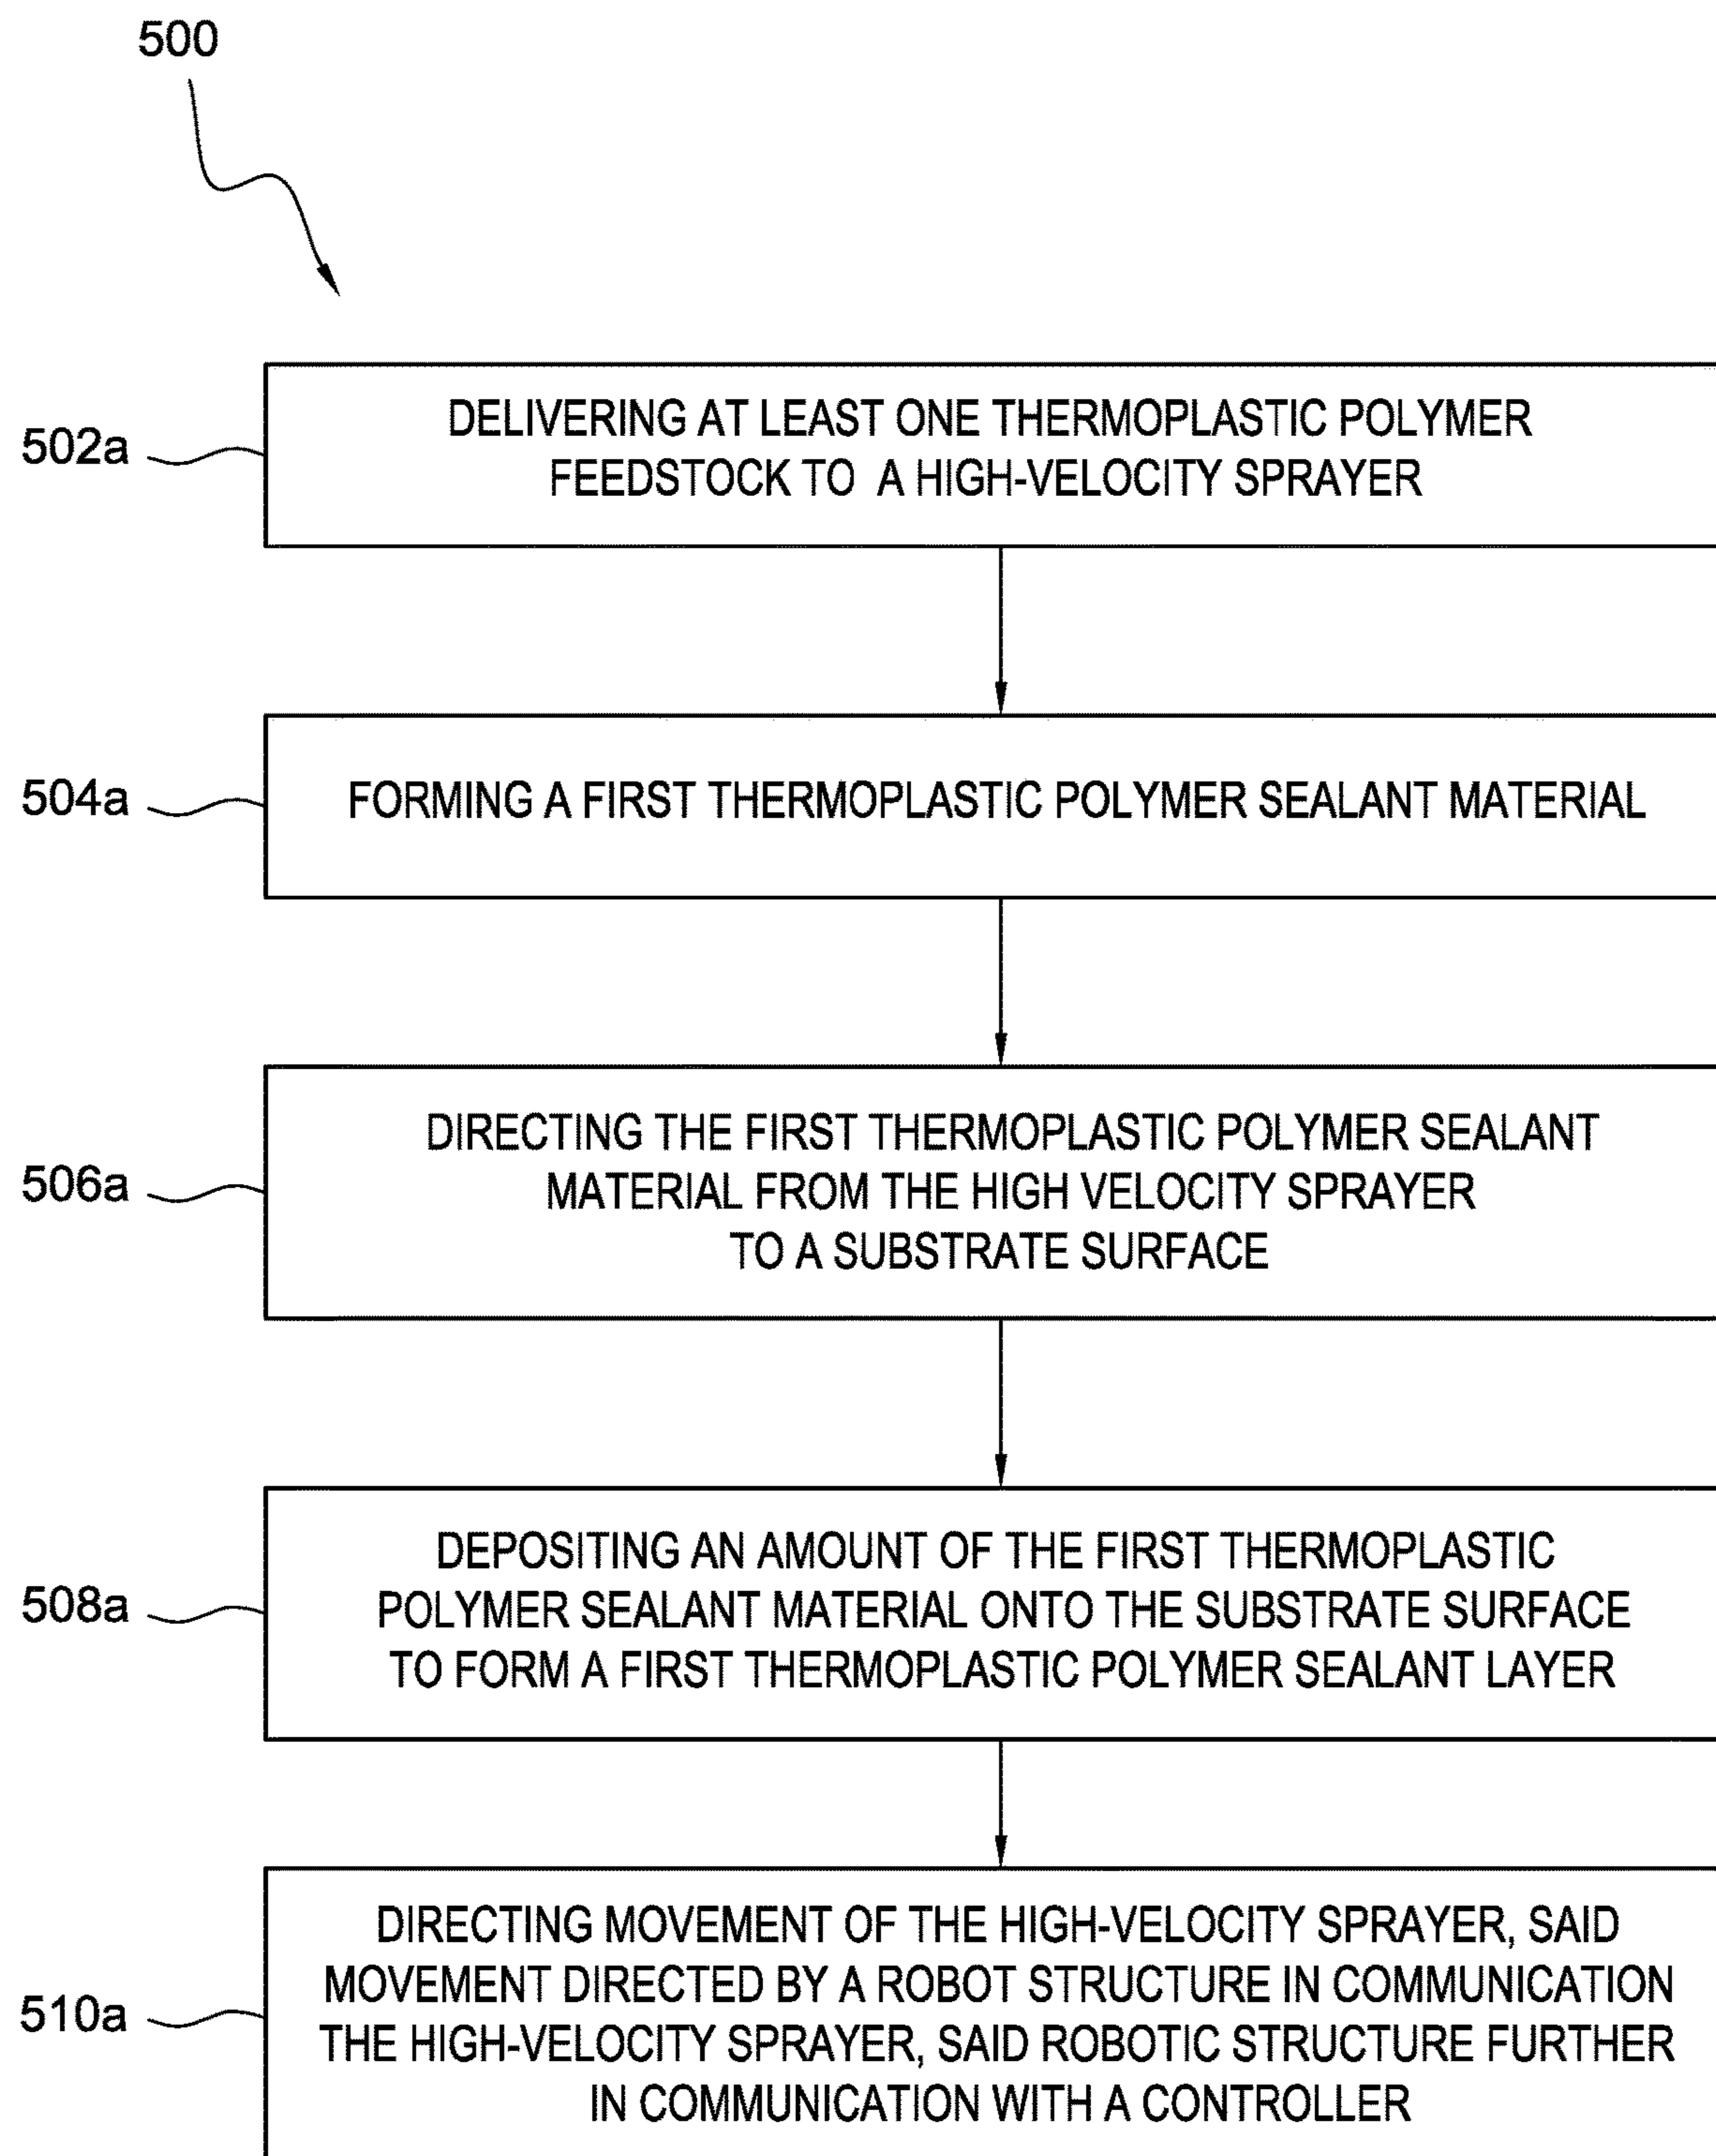 500
502a
DELIVERING AT LEAST ONE THERMOPLASTIC POLYMER
FEEDSTOCK TO A HIGH-VELOCITY SPRAYER
504a
FORMING A FIRST THERMOPLASTIC POLYMER SEALANT MATERIAL
506a
DIRECTING THE FIRST THERMOPLASTIC POLYMER SEALANT
MATERIAL FROM THE HIGH VELOCITY SPRAYER
TO A SUBSTRATE SURFACE
508a
DEPOSITING AN AMOUNT OF THE FIRST THERMOPLASTIC
POLYMER SEALANT MATERIAL ONTO THE SUBSTRATE SURFACE
TO FORM A FIRST THERMOPLASTIC POLYMER SEALANT LAYER
510a
DIRECTING MOVEMENT OF THE HIGH-VELOCITY SPRAYER, SAID
MOVEMENT DIRECTED BY A ROBOT STRUCTURE IN COMMUNICATION
THE HIGH-VELOCITY SPRAYER, SAID ROBOTIC STRUCTURE FURTHER
IN COMMUNICATION WITH A CONTROLLER